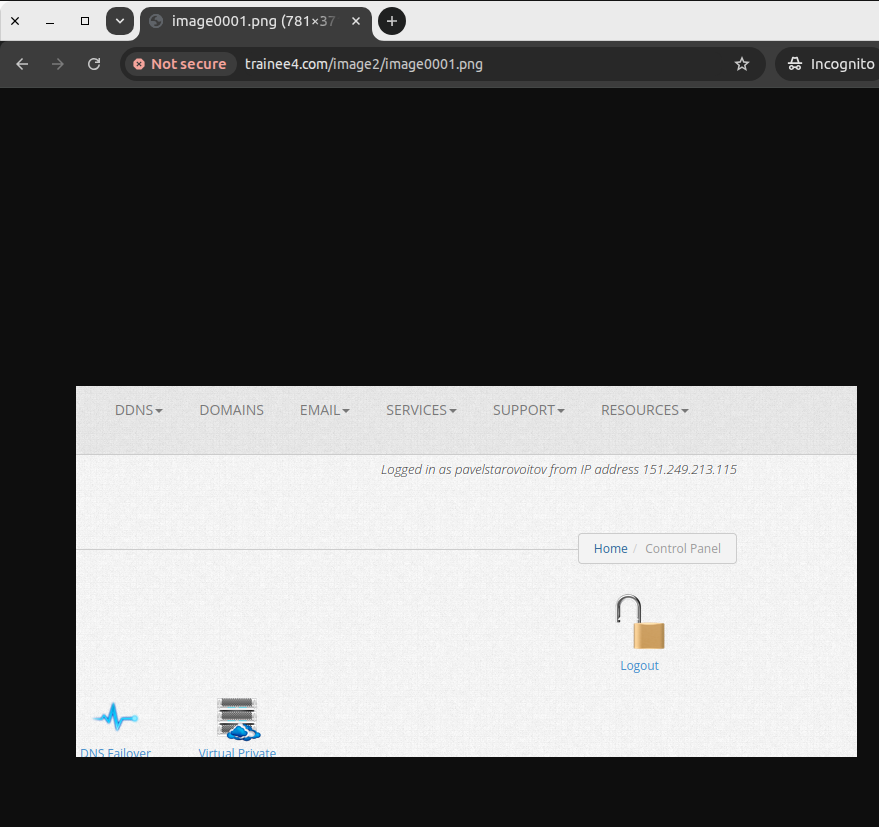 image0001.png (781×37
Not secure
trainee4.com/image2/image0001.png
Incognito
DDNS DOMAINS EMAIL SERVICES SUPPORT RESOURCES
Logged in as pavelstarovoitov from IP address 151.249.213.115
Home / Control Panel
Logout
DNS Failover Virtual Private